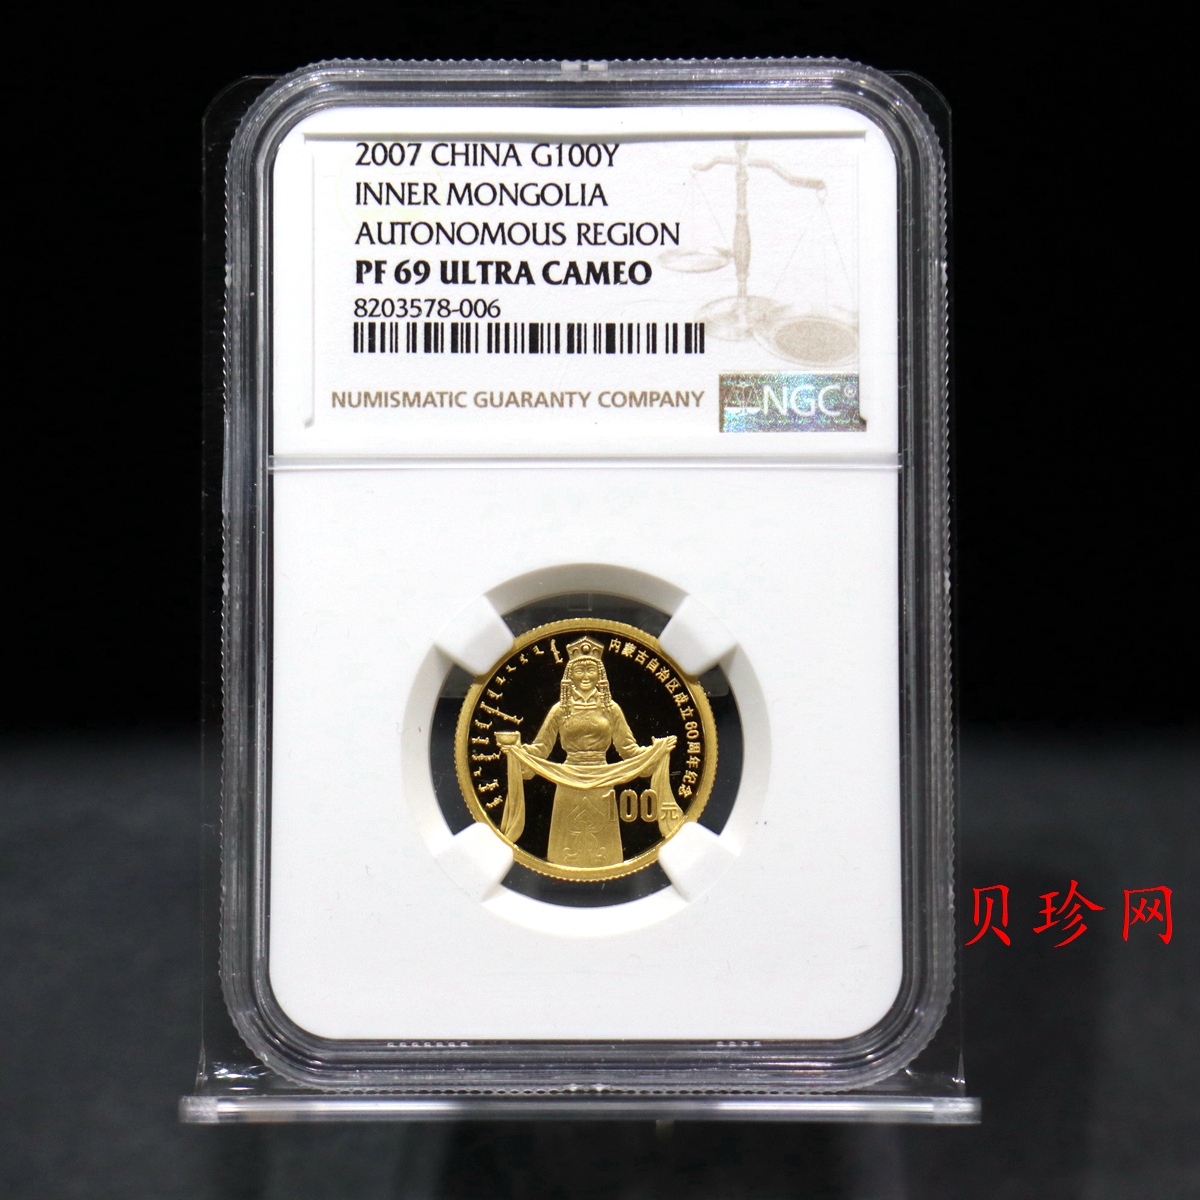 2007 CHINA G100Y
INNER MONGOLIA
AUTONOMOUS REGION
PF 69 ULTRA CAMEO
8203578-006
NUMISMATIC GUARANTY COMPANY
NGC®
内蒙古自治区成立60周年纪念
100元
贝珍网